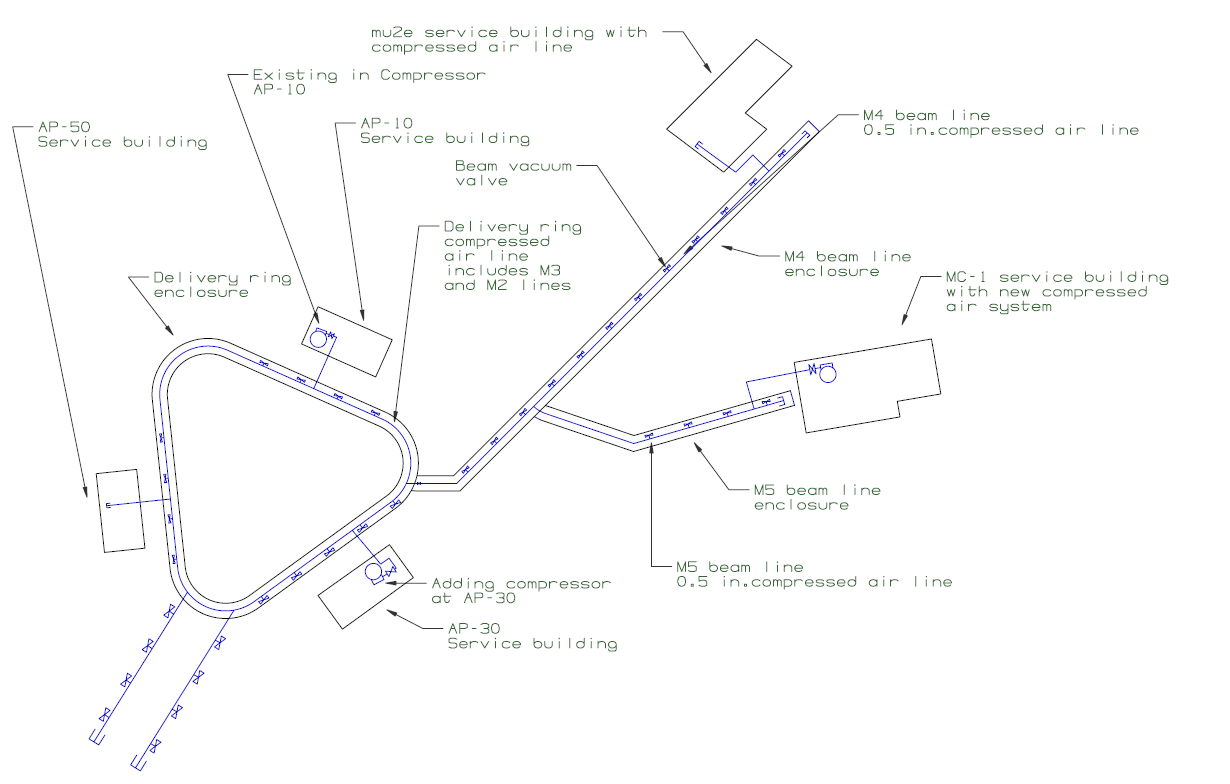 mu2e service building with
compressed air line
Existing in Compressor
AP-10
AP-50
Service building
AP-10
Service building
M4 beam line
0.5 in.compressed air line
Beam vacuum
valve
Delivery ring
compressed
air line
includes M3
and M2 lines
M4 beam line
enclosure
Delivery ring
enclosure
MC-1 service building
with new compressed
air system
M5 beam line
enclosure
M5 beam line
0.5 in.compressed air line
Adding compressor
at AP-30
AP-30
Service building